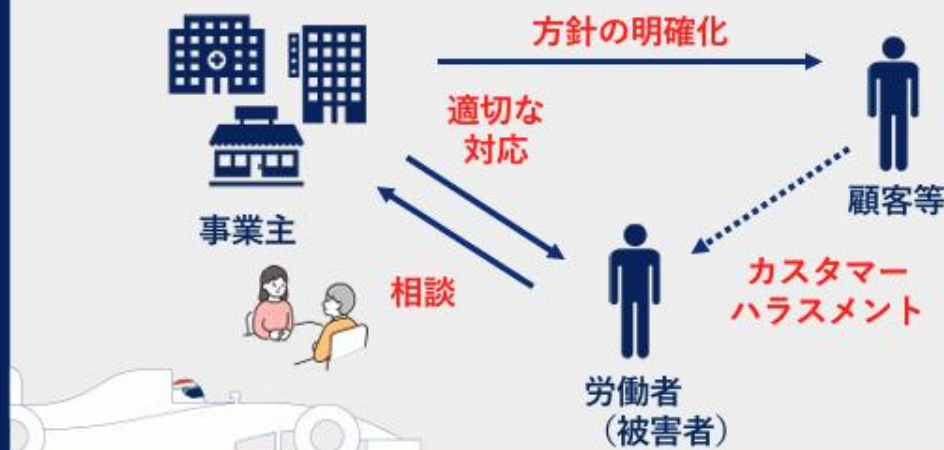 方針の明確化
適切な
対応
顧客等
事業主
カスタマー
ハラスメント
相談
労働者
（被害者）